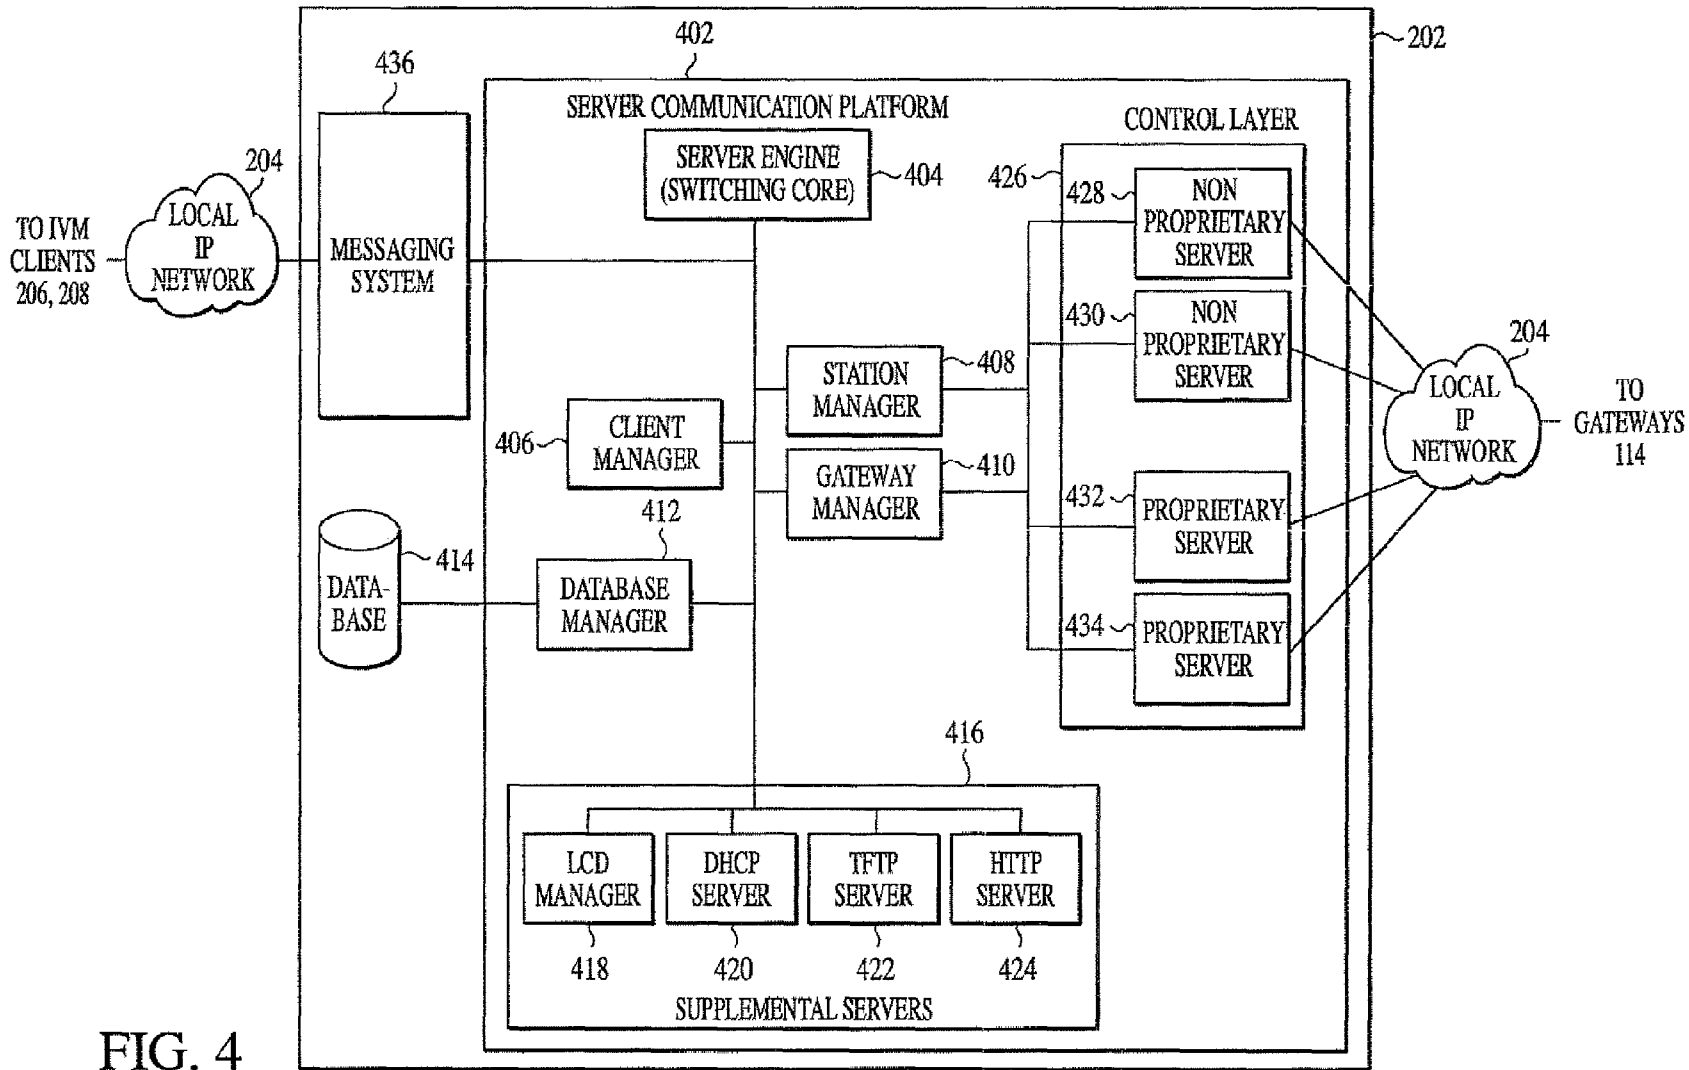 402
202
436
SERVER COMMUNICATION PLATFORM
CONTROL LAYER
204
SERVER ENGINE
(SWITCHING CORE)
404
426
428
NON
PROPRIETARY
SERVER
TO IVM
CLIENTS
206, 208
LOCAL
IP
NETWORK
MESSAGING
SYSTEM
430
NON
PROPRIETARY
SERVER
204
STATION
MANAGER
408
LOCAL
IP
NETWORK
TO
GATEWAYS
114
406
CLIENT
MANAGER
GATEWAY
MANAGER
410
432
PROPRIETARY
SERVER
412
414
DATA-
BASE
DATABASE
MANAGER
434
PROPRIETARY
SERVER
416
LCD
MANAGER
DHCP
SERVER
TFTP
SERVER
HTTP
SERVER
418
420
422
424
SUPPLEMENTAL SERVERS
FIG. 4